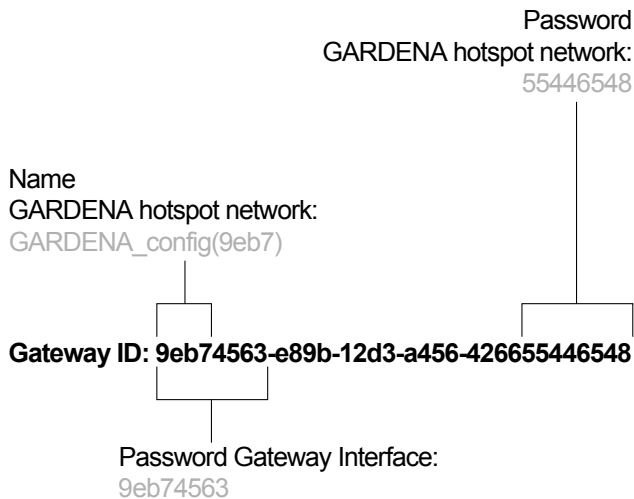 Password
GARDENA hotspot network:
55446548
Name
GARDENA hotspot network:
GARDENA_config(9eb7)
Gateway ID: 9eb74563-e89b-12d3-a456-426655446548
Password Gateway Interface:
9eb74563